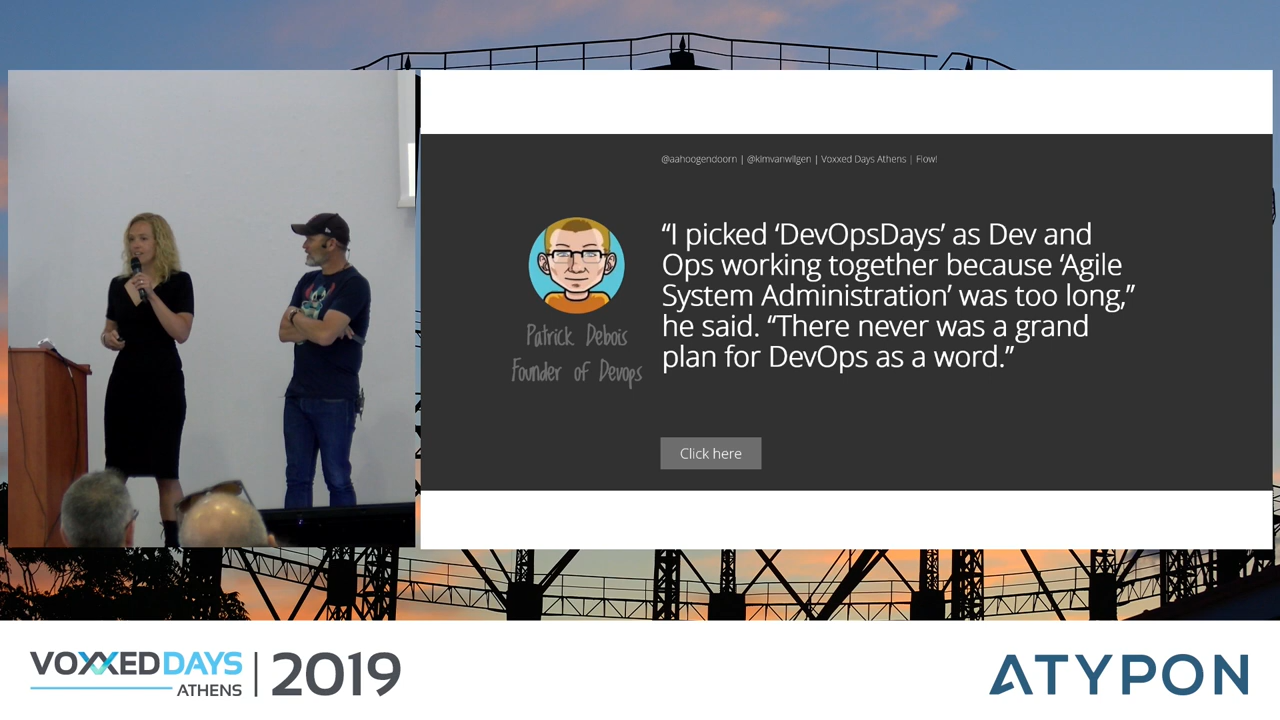 @aahoogendoorn | @kimvanwilgen | Voxxed Days Athens | Flow!
“I picked ‘DevOpsDays’ as Dev and
Ops working together because ‘Agile
System Administration’ was too long,”
he said. “There never was a grand
plan for DevOps as a word.”
Patrick Debois
Founder of Devops
Click here
VOXXED DAYS
ATHENS
2019
ATYPON